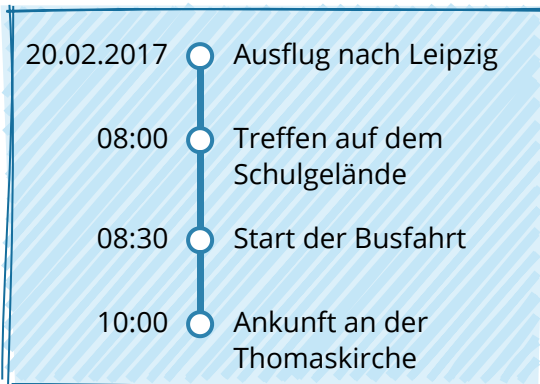 20.02.2017 Ausflug nach Leipzig
08:00 Treffen auf dem
Schulgelände
08:30 Start der Busfahrt
10:00 Ankunft an der
Thomaskirche